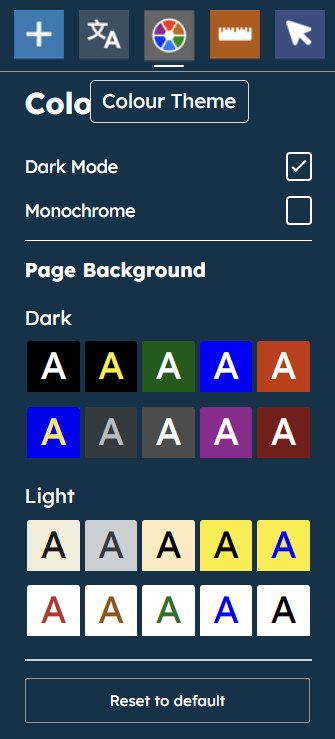 文A
Colo
Colour Theme
Dark Mode
Monochrome
Page Background
Dark
A A A A A
A A A A A
Light
A A A A A
A A A A A
Reset to default